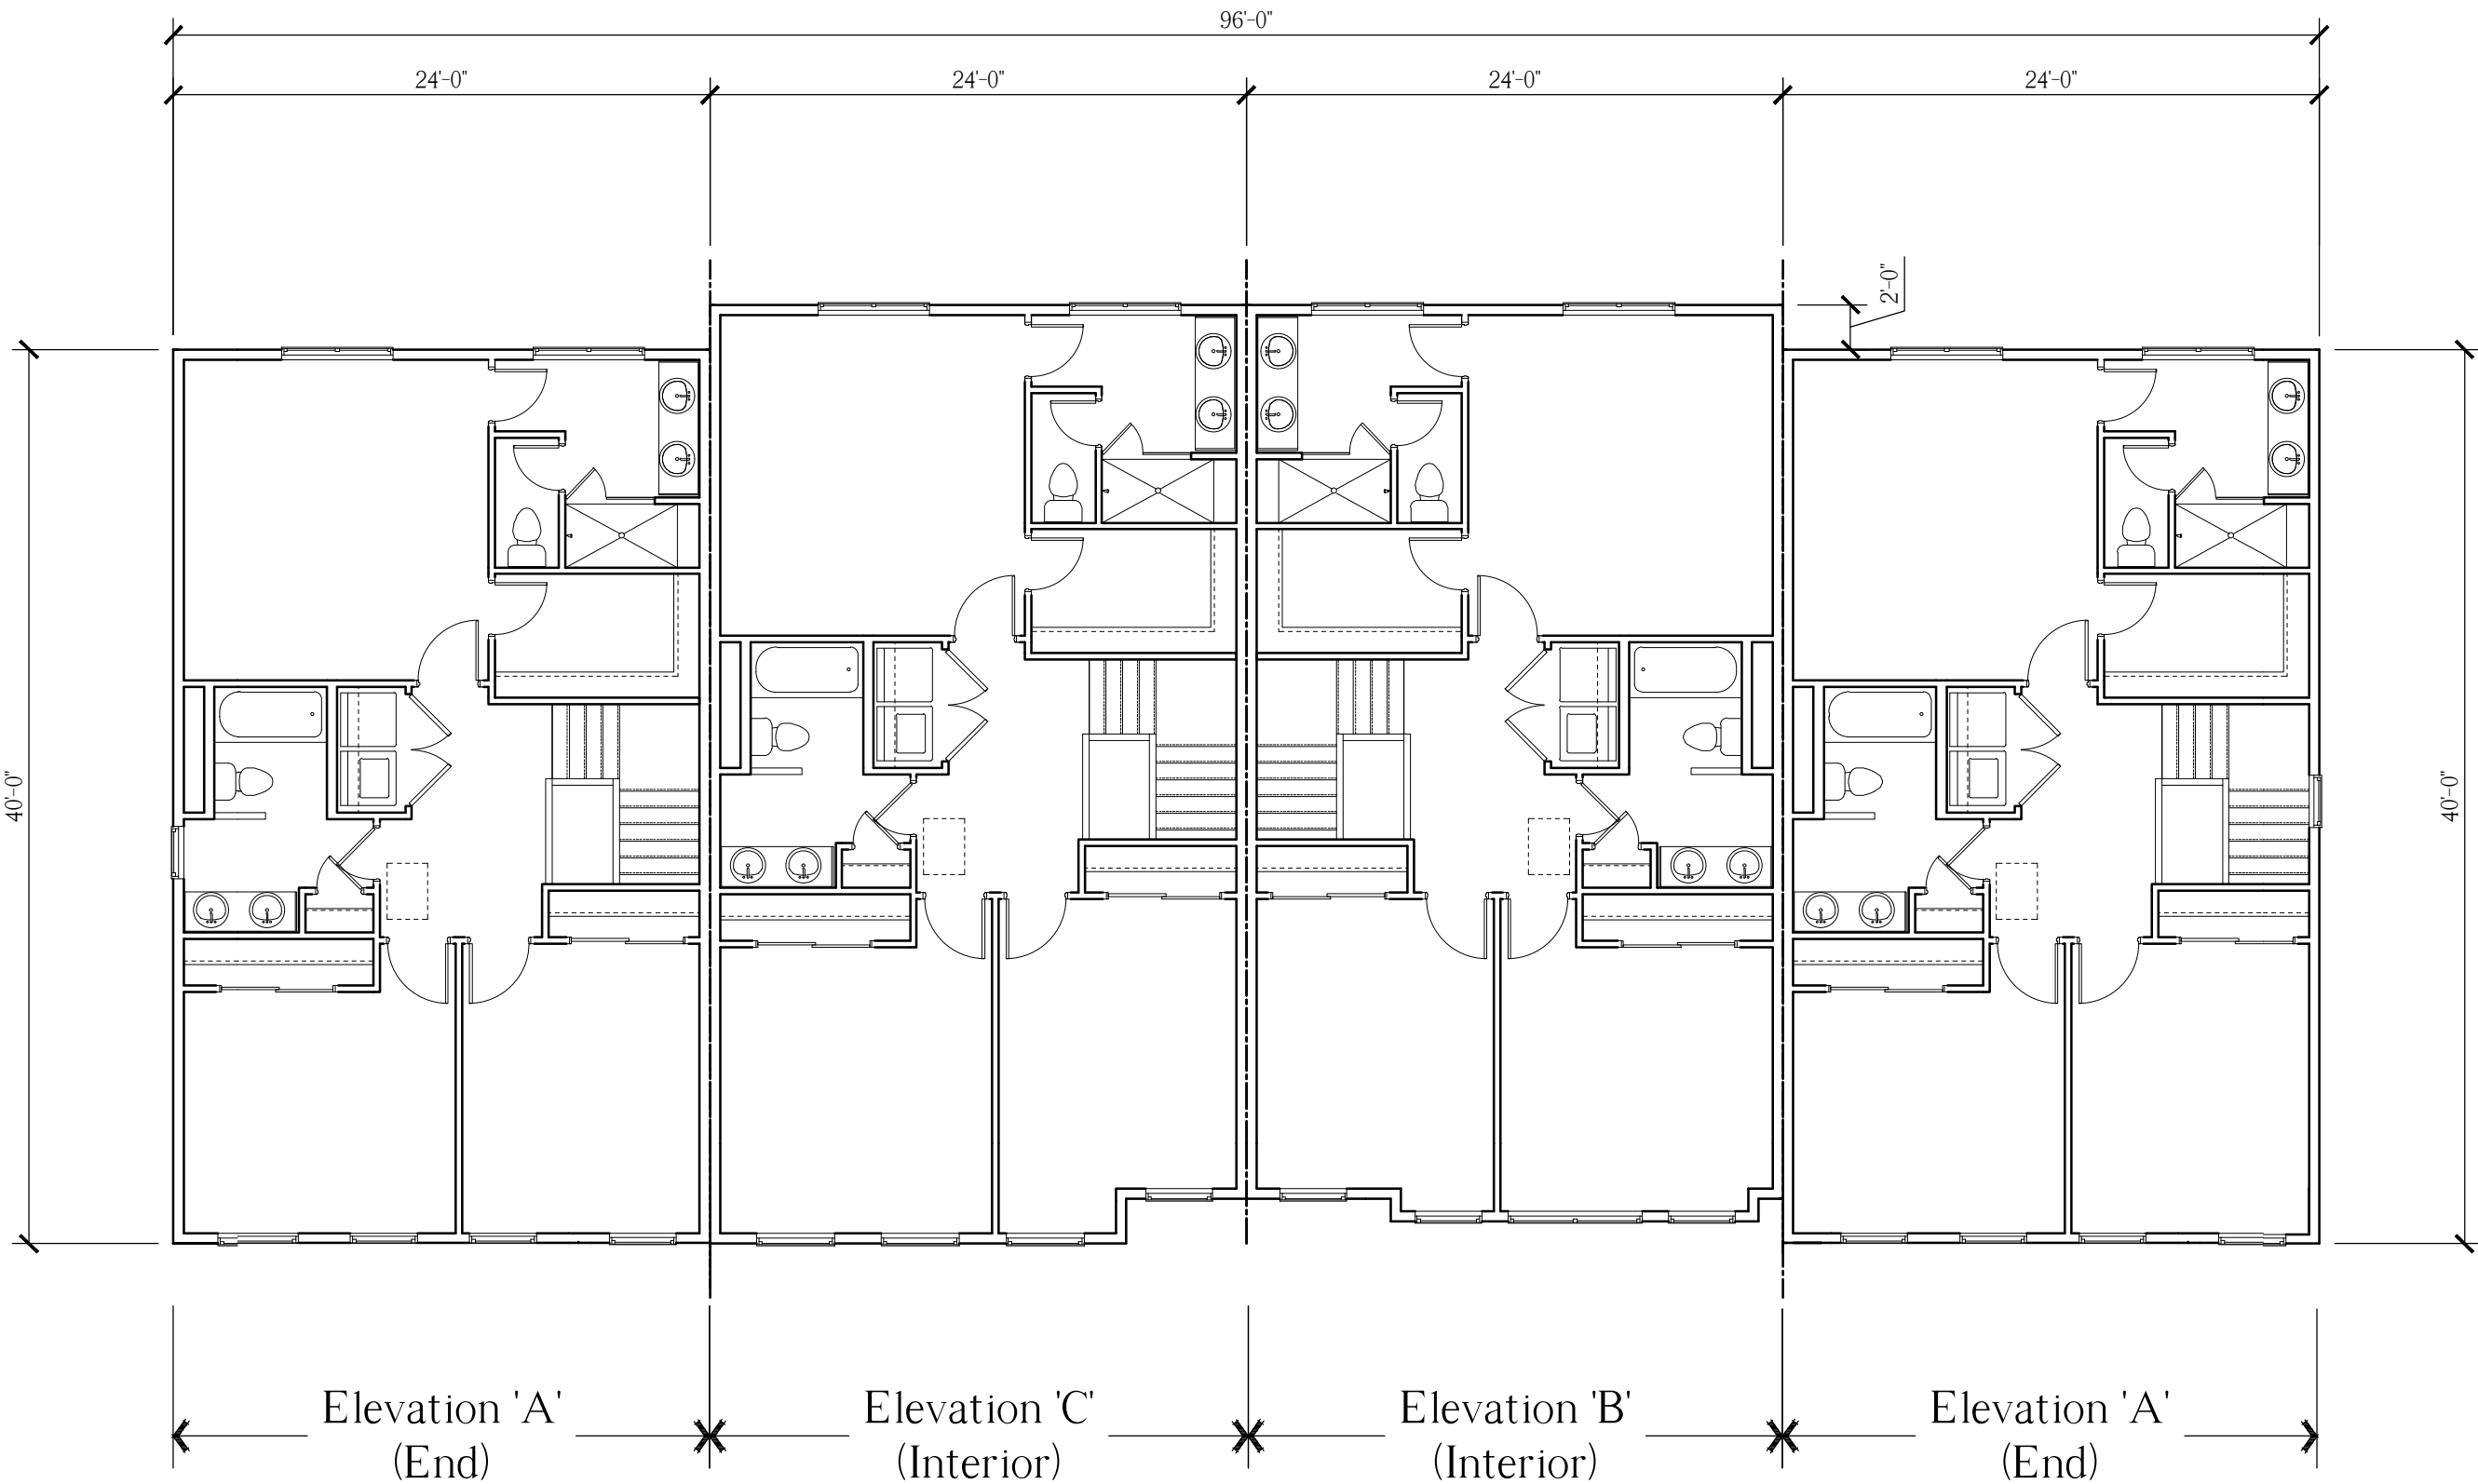 96'-0"
24'-0"
24'-0"
24'-0"
24'-0"
2'-0"
40'-0"
40'-0"
Elevation 'A'
(End)
Elevation 'C'
(Interior)
Elevation 'B'
(Interior)
Elevation 'A'
(End)